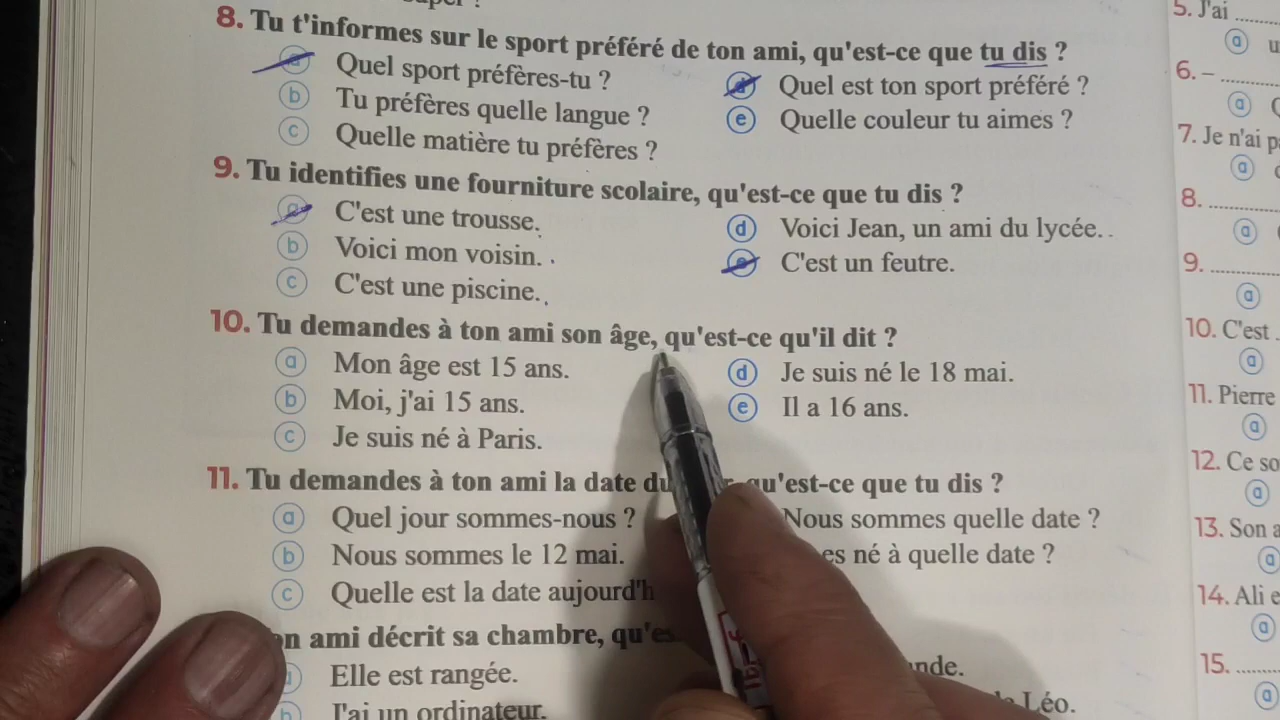 8. Tu t'informes sur le sport préféré de ton ami, qu'est-ce que tu dis ?
a Quel sport préfères-tu ?
b Tu préfères quelle langue ?
c Quelle matière tu préfères ?
d Quel est ton sport préféré ?
e Quelle couleur tu aimes ?
9. Tu identifies une fourniture scolaire, qu'est-ce que tu dis ?
a C'est une trousse.
b Voici mon voisin.
c C'est une piscine.
d Voici Jean, un ami du lycée.
e C'est un feutre.
10. Tu demandes à ton ami son âge, qu'est-ce qu'il dit ?
a Mon âge est 15 ans.
b Moi, j'ai 15 ans.
c Je suis né à Paris.
d Je suis né le 18 mai.
e Il a 16 ans.
11. Tu demandes à ton ami la date du qu'est-ce que tu dis ?
a Quel jour sommes-nous ?
b Nous sommes le 12 mai.
c Quelle est la date aujourd'h
Nous sommes quelle date ?
es né à quelle date ?
on ami décrit sa chambre, qu'es
Elle est rangée.
b J'ai un ordinateur.
nde.
Léo.
5. J'ai
a u
6. –
a
7. Je n'ai p
a
8.
a
9.
a
10. C'est
a
11. Pierre
a
12. Ce so
a
13. Son a
a
14. Ali e
a
15.
a